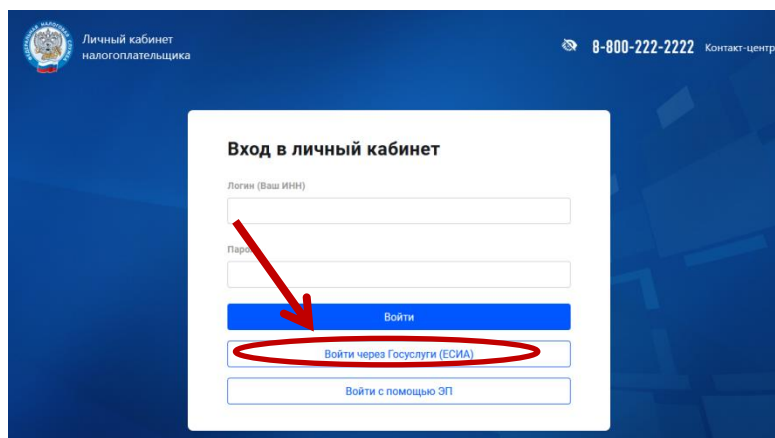 Личный кабинет
налогоплательщика
8-800-222-2222 Контакт-центр
Вход в личный кабинет
Логин (Ваш ИНН)
Войти
Войти через Госуслуги (ЕСИА)
Войти с помощью ЭП